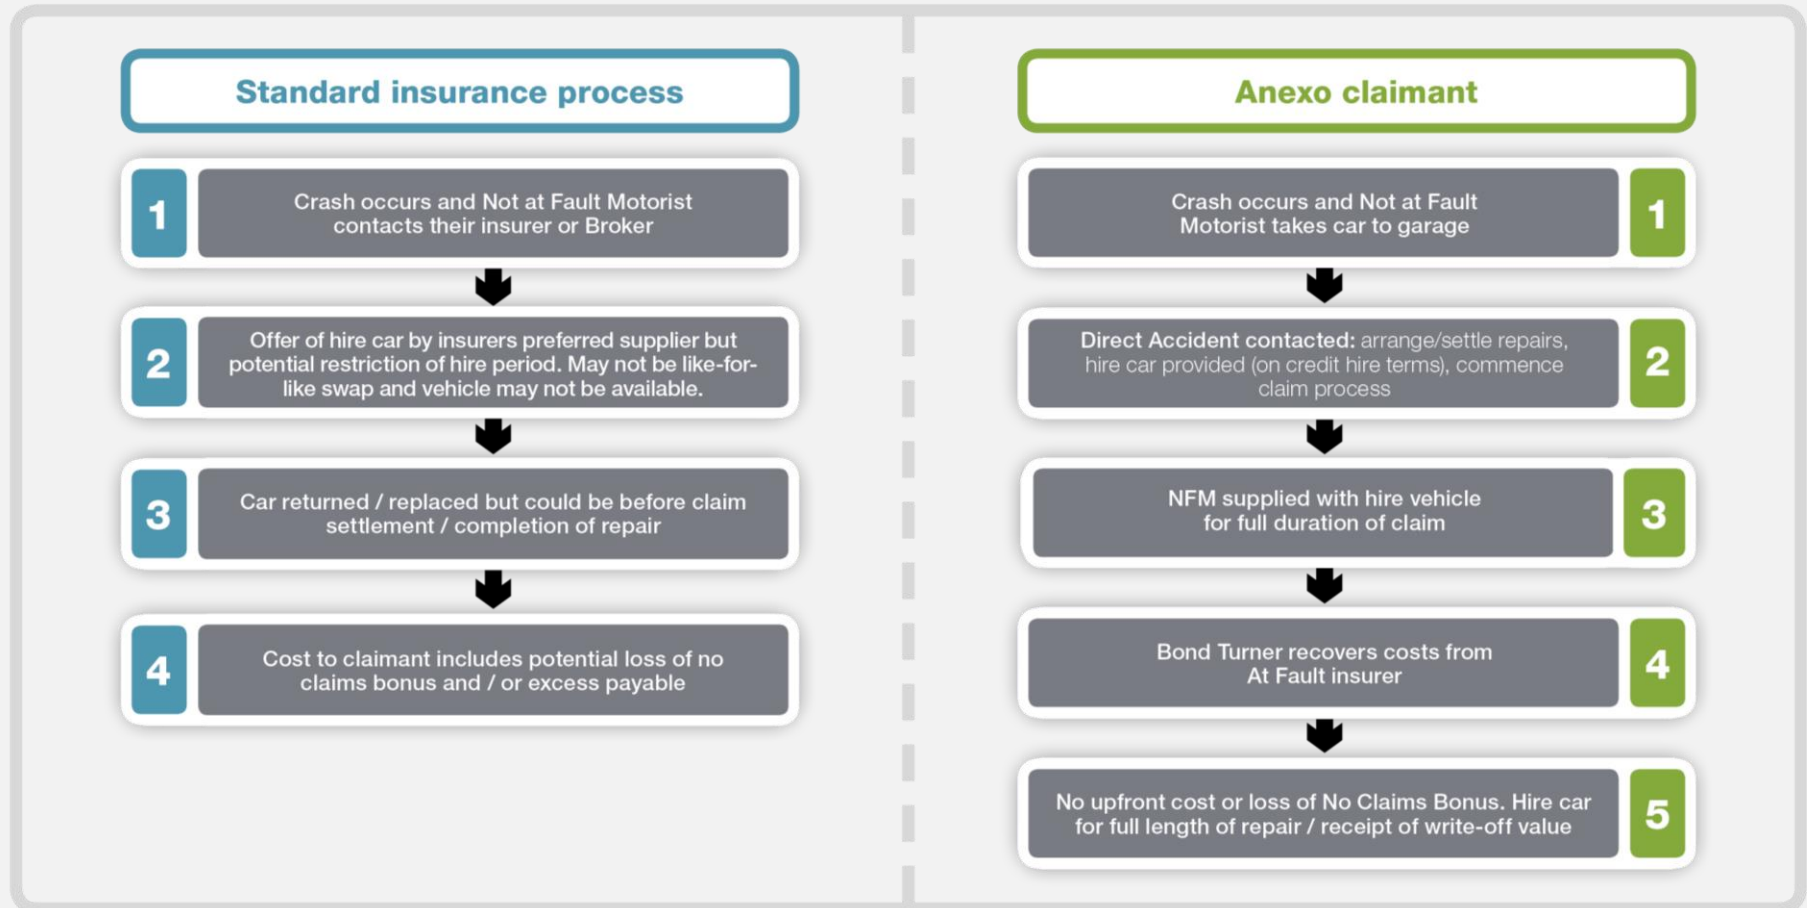 Standard insurance process
1
Crash occurs and Not at Fault Motorist
contacts their insurer or Broker
2
Offer of hire car by insurers preferred supplier but
potential restriction of hire period. May not be like-for-
like swap and vehicle may not be available.
3
Car returned / replaced but could be before claim
settlement / completion of repair
4
Cost to claimant includes potential loss of no
claims bonus and / or excess payable
Anexo claimant
Crash occurs and Not at Fault
Motorist takes car to garage
1
Direct Accident contacted: arrange/settle repairs,
hire car provided (on credit hire terms), commence
claim process
2
NFM supplied with hire vehicle
for full duration of claim
3
Bond Turner recovers costs from
At Fault insurer
4
No upfront cost or loss of No Claims Bonus. Hire car
for full length of repair / receipt of write-off value
5